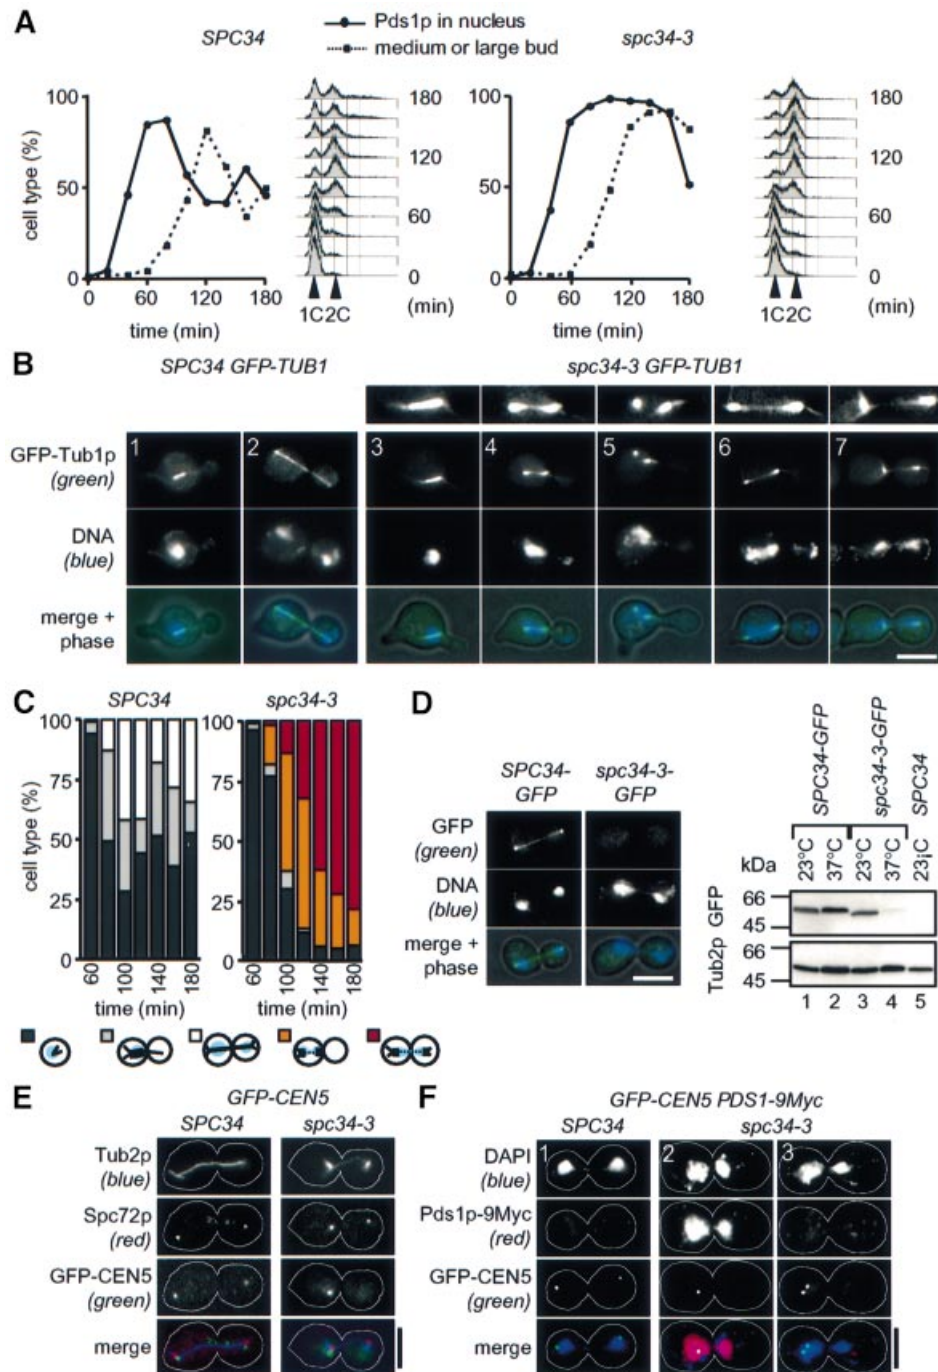 A
SPC34
Pds1p in nucleus
medium or large bud
spc34-3
cell type (%)
100
50
0
0 60 120 180
time (min)
1C2C
180
120
60
0
(min)
100
50
0
0 60 120 180
time (min)
1C2C
180
120
60
0
(min)
B
SPC34 GFP-TUB1
spc34-3 GFP-TUB1
GFP-Tub1p
(green)
1 2 3 4 5 6 7
DNA
(blue)
merge +
phase
C
SPC34
spc34-3
cell type (%)
100
75
50
25
0
60 100 140 180
time (min)
100
75
50
25
0
60 100 140 180
time (min)
D
SPC34-
GFP
spc34-3-
GFP
GFP
(green)
DNA
(blue)
merge +
phase
SPC34-GFP
spc34-3-GFP
SPC34
kDa
23°C
37°C
23°C
37°C
23¡C
GFP
66
45
Tub2p
66
45
1 2 3 4 5
E
GFP-CEN5
SPC34
spc34-3
Tub2p
(blue)
Spc72p
(red)
GFP-CEN5
(green)
merge
F
GFP-CEN5 PDS1-9Myc
SPC34
spc34-3
DAPI
(blue)
1 2 3
Pds1p-9Myc
(red)
GFP-CEN5
(green)
merge